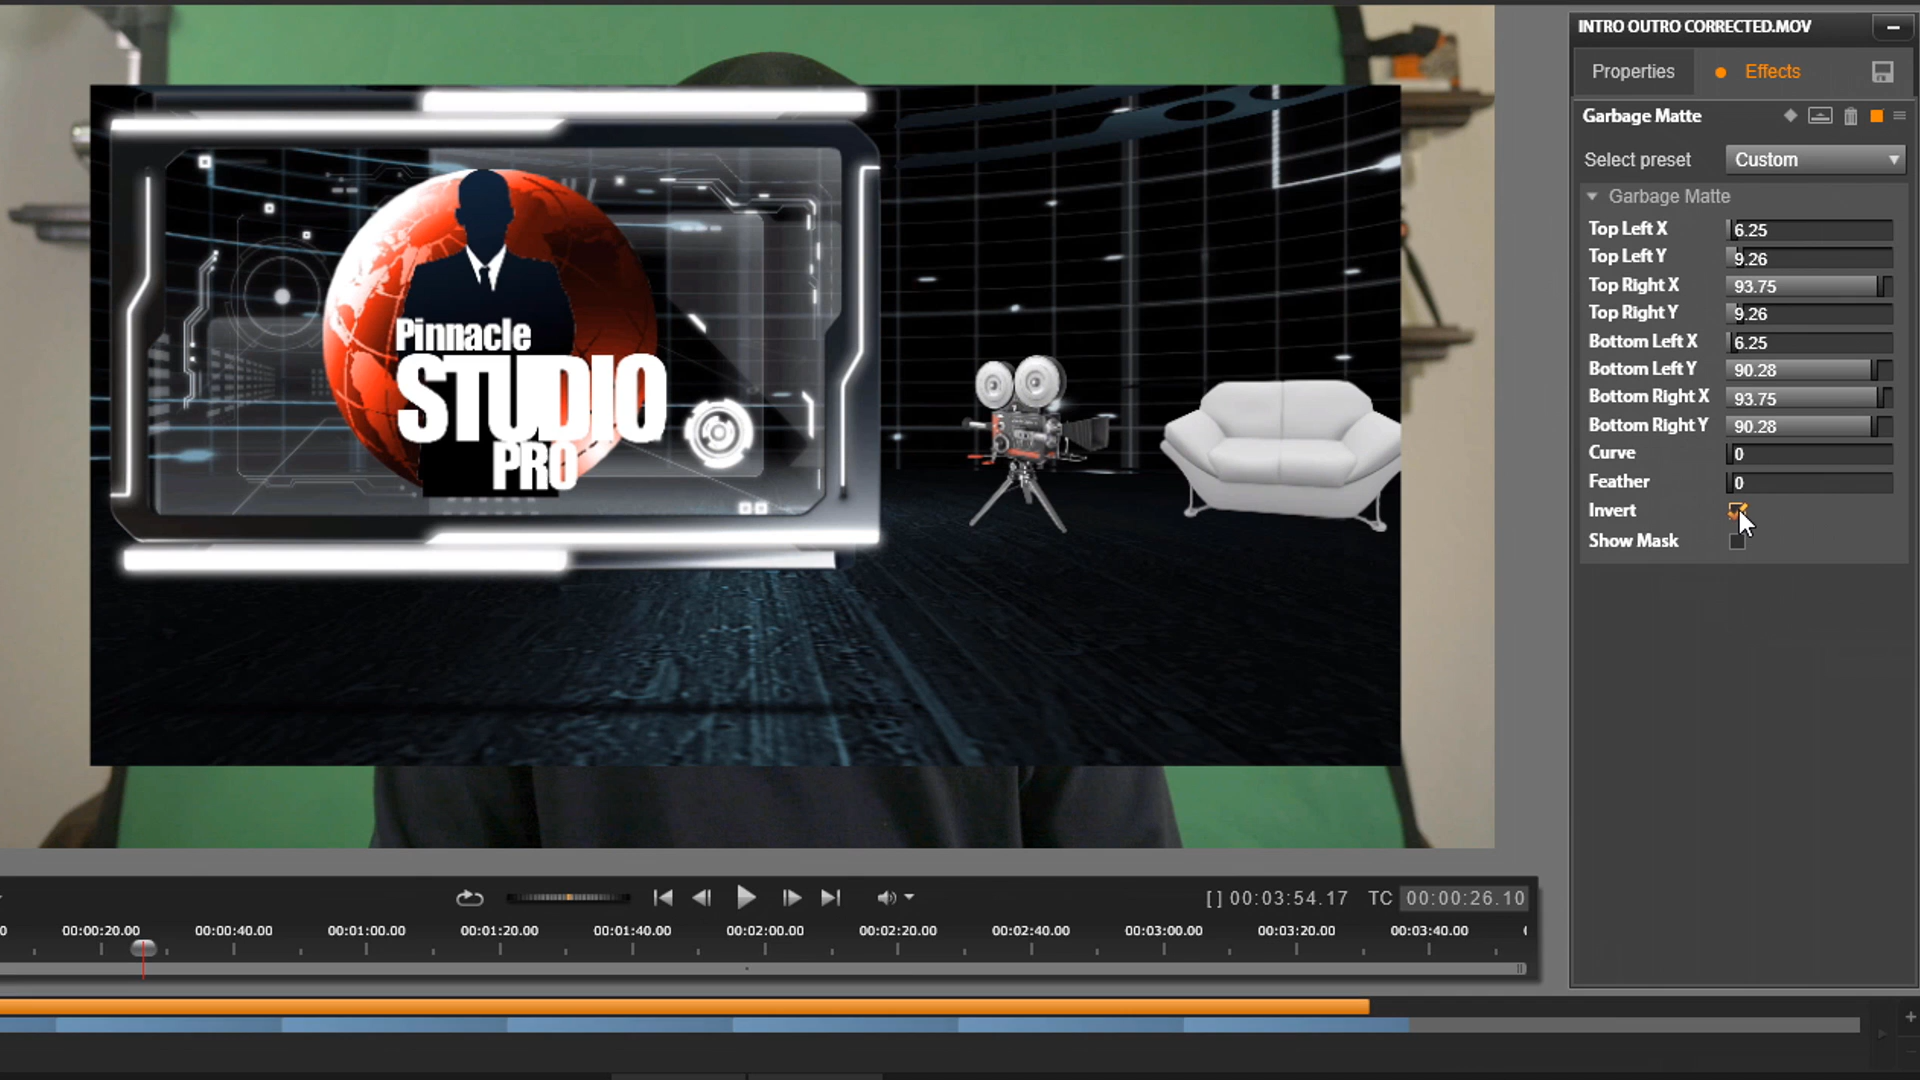 INTRO OUTRO CORRECTED.MOV
Properties
Effects
Garbage Matte
Select preset
Custom
Garbage Matte
Top Left X 6.25
Top Left Y 9.26
Top Right X 93.75
Top Right Y 9.26
Bottom Left X 6.25
Bottom Left Y 90.28
Bottom Right X 93.75
Bottom Right Y 90.28
Curve 0
Feather 0
Invert
Show Mask
Pinnacle
STUDIO
PRO
[] 00:03:54.17 TC 00:00:26.10
0 00:00:20.00 00:00:40.00 00:01:00.00 00:01:20.00 00:01:40.00 00:02:00.00 00:02:20.00 00:02:40.00 00:03:00.00 00:03:20.00 00:03:40.00